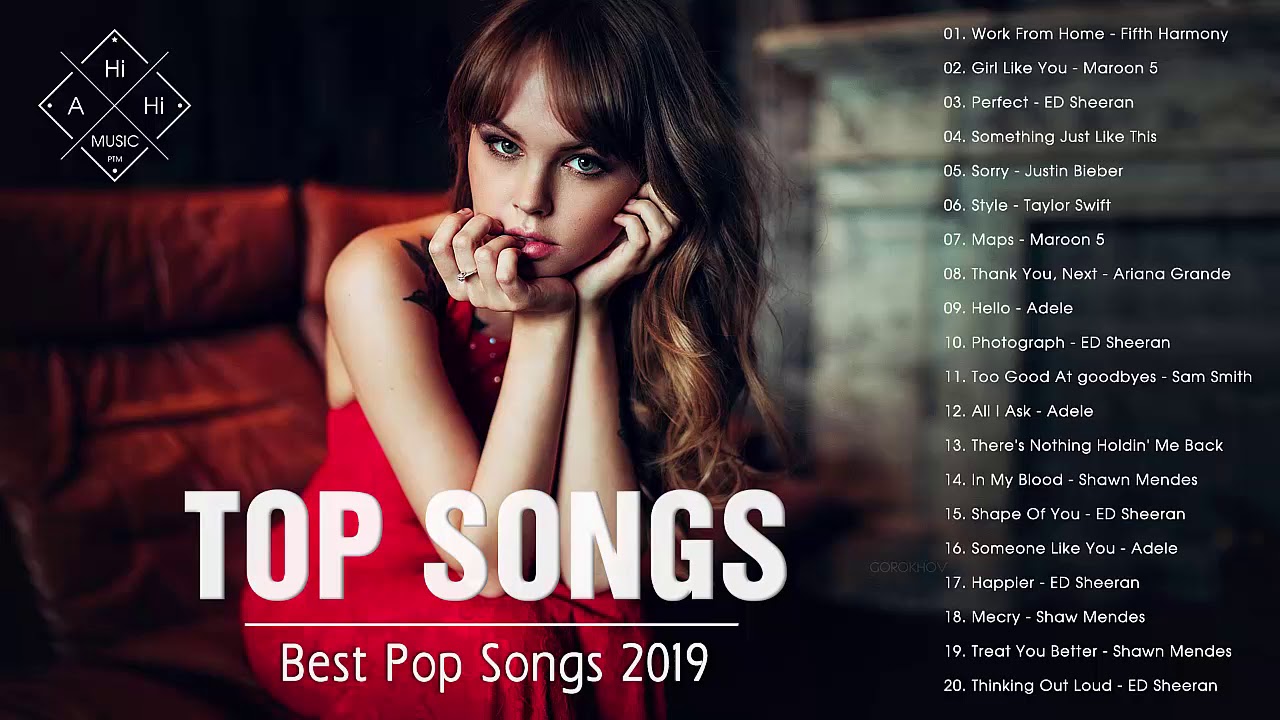 Hi
A Hi
MUSIC
PTM
01. Work From Home - Fifth Harmony
02. Girl Like You - Maroon 5
03. Perfect - ED Sheeran
04. Something Just Like This
05. Sorry - Justin Bieber
06. Style - Taylor Swift
07. Maps - Maroon 5
08. Thank You, Next - Ariana Grande
09. Hello - Adele
10. Photograph - ED Sheeran
11. Too Good At goodbyes - Sam Smith
12. All I Ask - Adele
13. There's Nothing Holdin' Me Back
14. In My Blood - Shawn Mendes
15. Shape Of You - ED Sheeran
16. Someone Like You - Adele
17. Happier - ED Sheeran
18. Mecry - Shaw Mendes
19. Treat You Better - Shawn Mendes
20. Thinking Out Loud - ED Sheeran
TOP SONGS
Best Pop Songs 2019
GOROKHOV